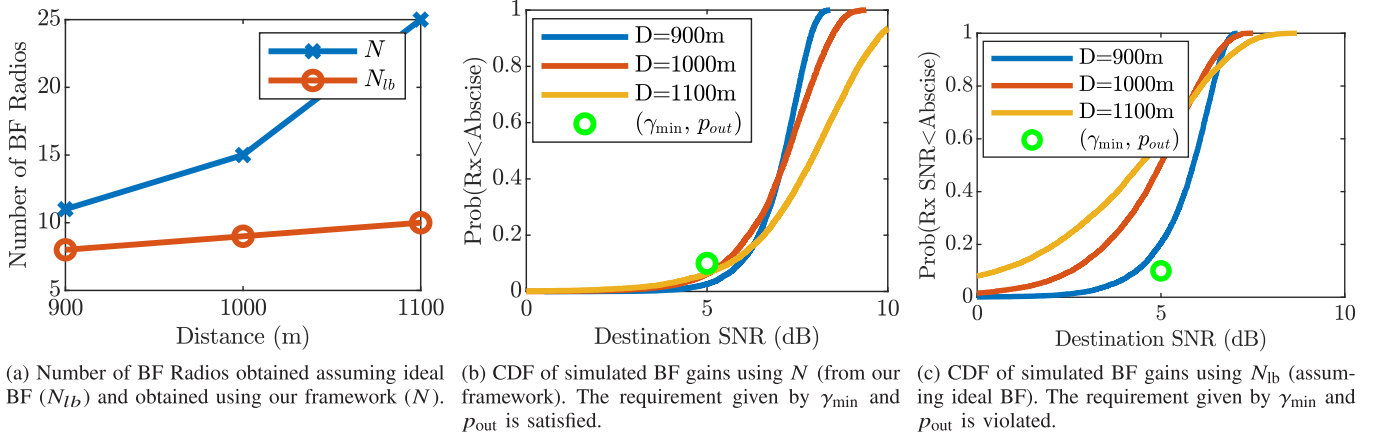 25
20
15
10
5
900
1000
1100
Number of BF Radios
Distance (m)
N
N_lb
1
0.8
0.6
0.4
0.2
0
0
5
10
Prob(Rx<Abscise)
Destination SNR (dB)
D=900m
D=1000m
D=1100m
(γ_min, p_out)
1
0.8
0.6
0.4
0.2
0
0
5
10
Prob(Rx SNR<Abscise)
Destination SNR (dB)
D=900m
D=1000m
D=1100m
(γ_min, p_out)
(a) Number of BF Radios obtained assuming ideal
BF (N_lb) and obtained using our framework (N).
(b) CDF of simulated BF gains using N (from our
framework). The requirement given by γ_min and
p_out is satisfied.
(c) CDF of simulated BF gains using N_lb (assum-
ing ideal BF). The requirement given by γ_min and
p_out is violated.